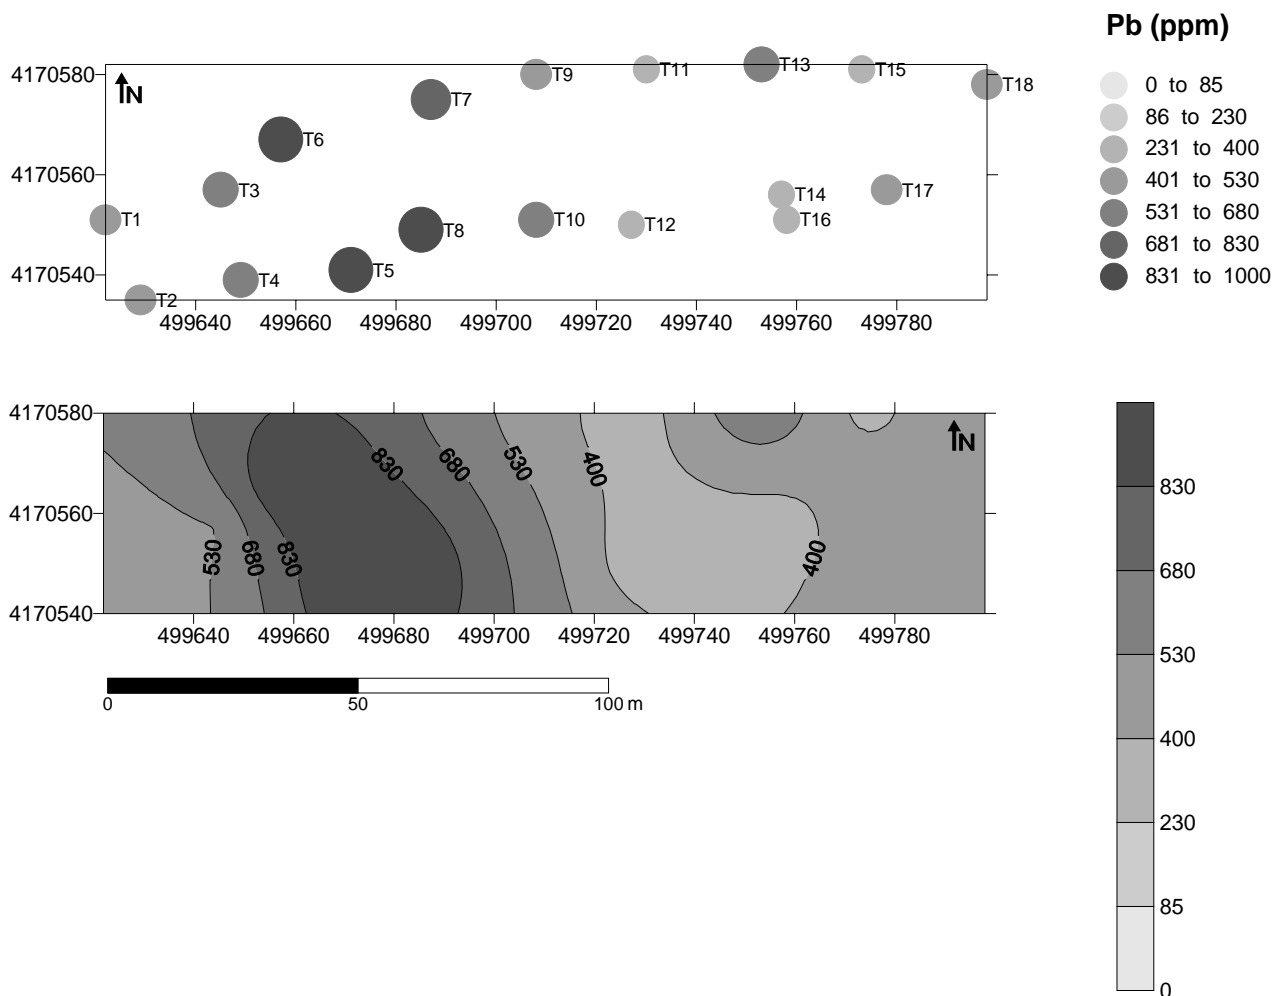 Pb (ppm)
0 to 85
86 to 230
231 to 400
401 to 530
531 to 680
681 to 830
831 to 1000
4170580
4170560
4170540
N
T9
T11
T13
T15
T18
T7
T6
T3
T14
T17
T1
T8
T10
T12
T16
T5
T4
T2
499640 499660 499680 499700 499720 499740 499760 499780
4170580
4170560
4170540
N
830
680
530
400
530
680
830
400
499640 499660 499680 499700 499720 499740 499760 499780
0 50 100 m
830
680
530
400
230
85
0